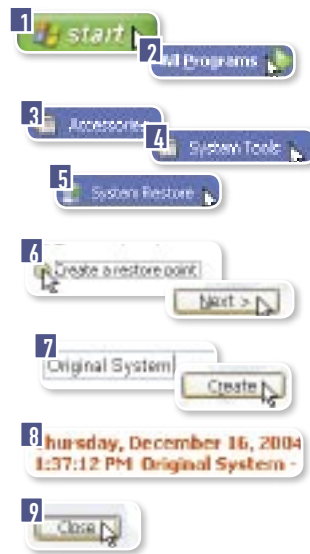 1 start
2 All Programs
3 Accessories
4 System Tools
5 System Restore
6 Create a restore point
Next >
7 Original System
Create
8 hursday, December 16, 2004
1:37:12 PM Original System -
9 Close